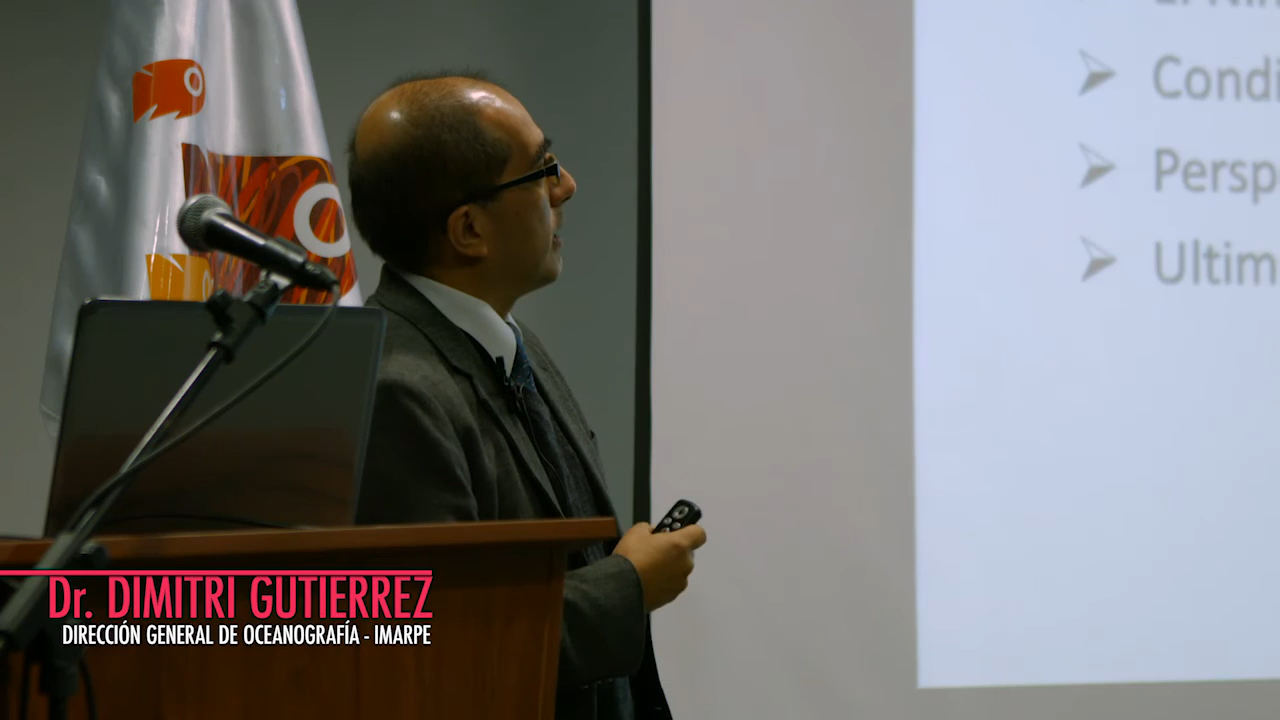 Condi
Persp
Ultim
Dr. DIMITRI GUTIERREZ
DIRECCIÓN GENERAL DE OCEANOGRAFÍA - IMARPE